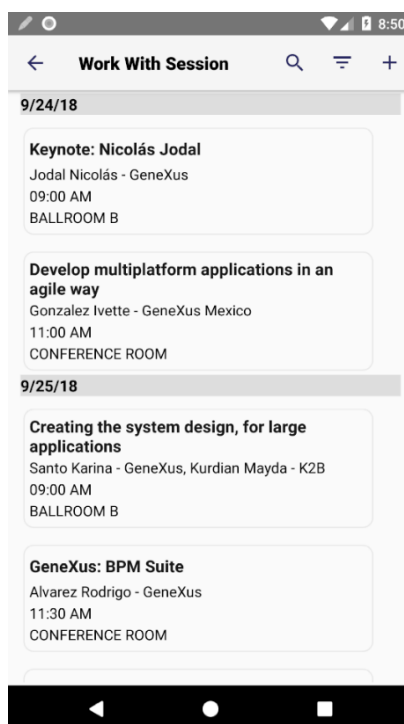 8:50
Work With Session
9/24/18
Keynote: Nicolás Jodal
Jodal Nicolás - GeneXus
09:00 AM
BALLROOM B
Develop multiplatform applications in an
agile way
Gonzalez Ivette - GeneXus Mexico
11:00 AM
CONFERENCE ROOM
9/25/18
Creating the system design, for large
applications
Santo Karina - GeneXus, Kurdian Mayda - K2B
09:00 AM
BALLROOM B
GeneXus: BPM Suite
Alvarez Rodrigo - GeneXus
11:30 AM
CONFERENCE ROOM